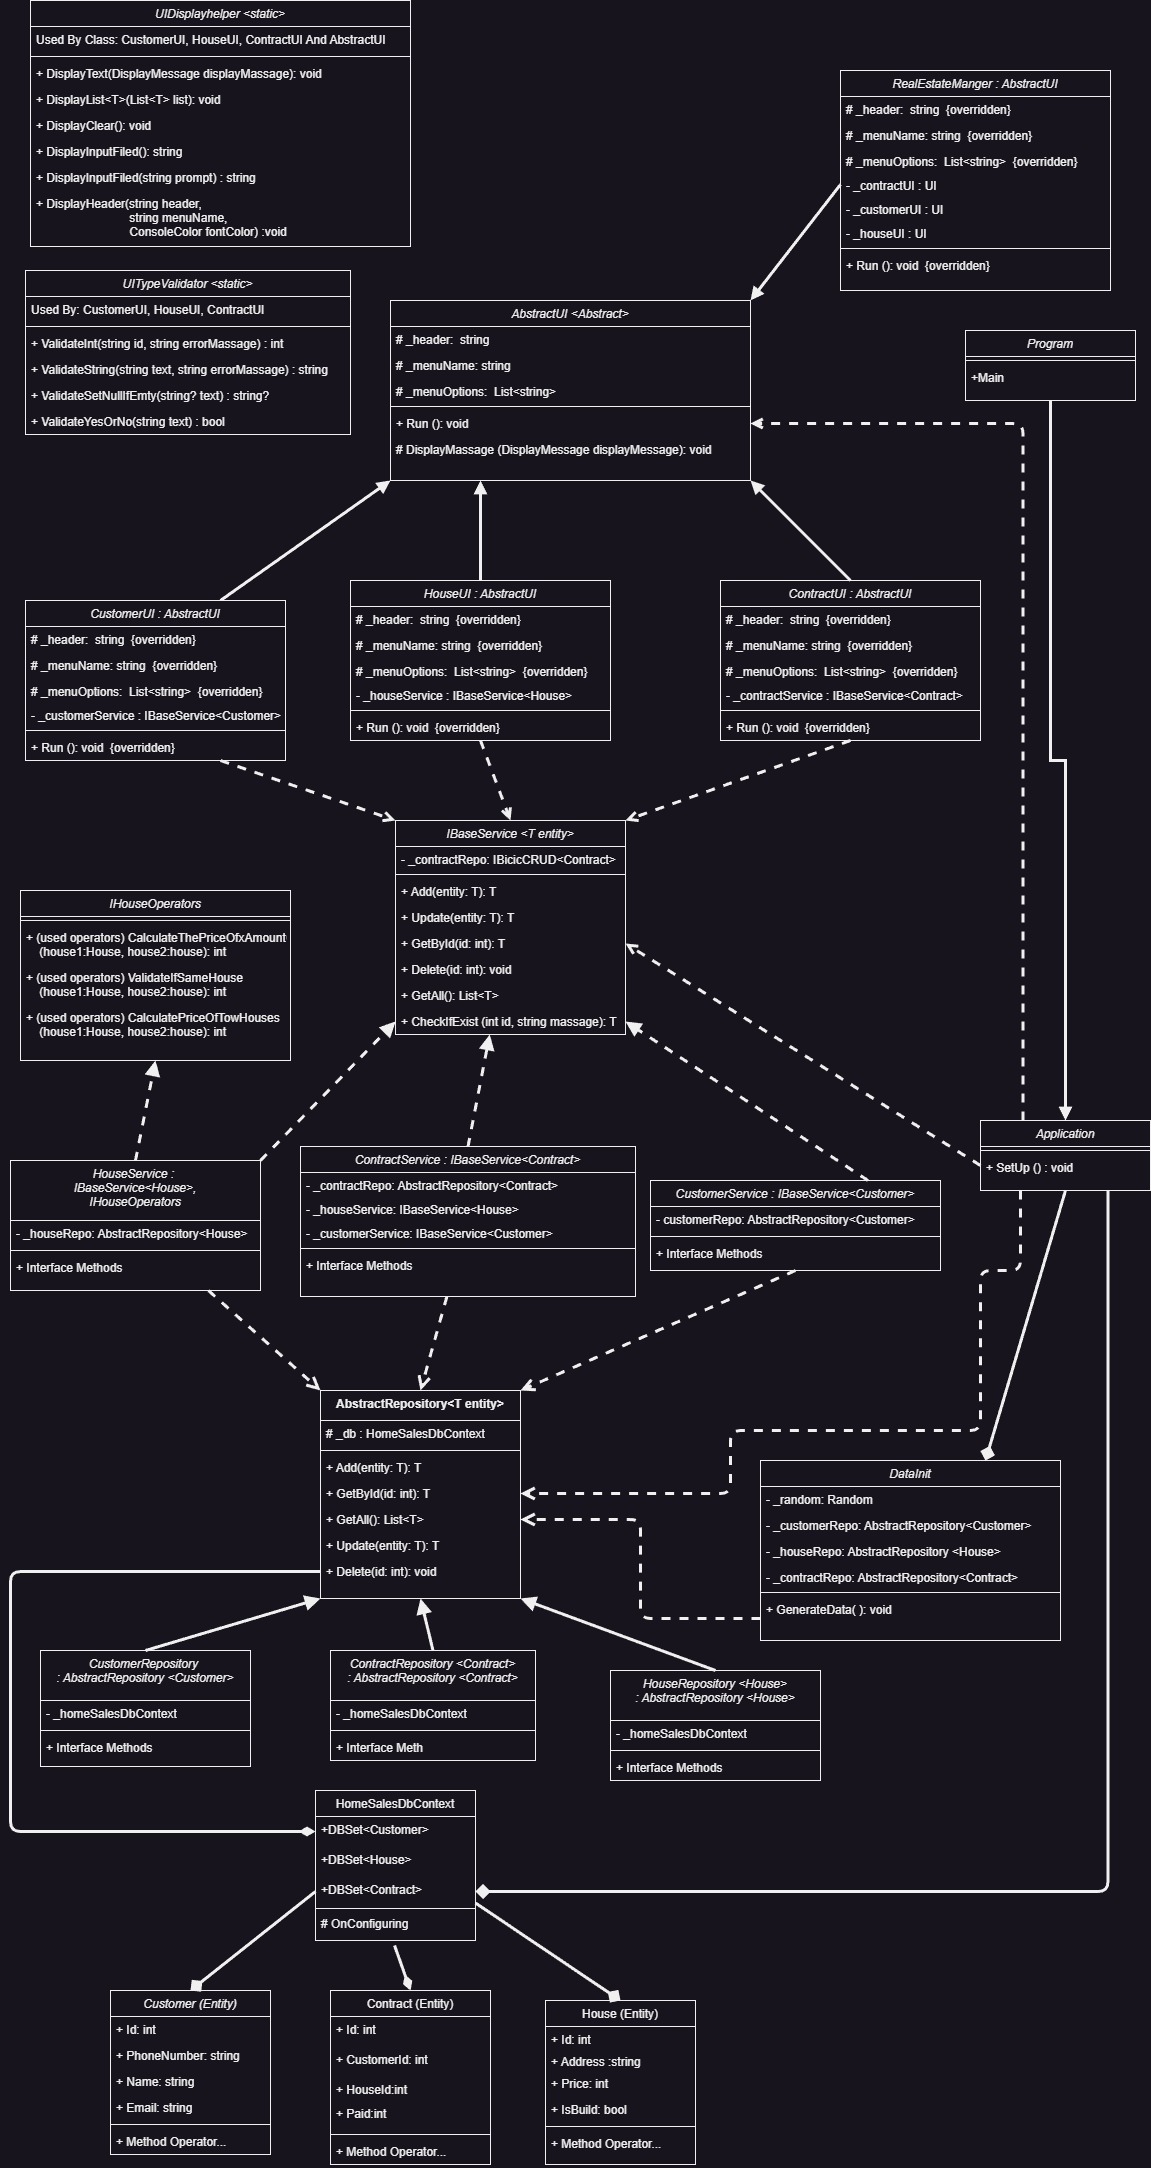 UIDisplayhelper <static>
Used By Class: CustomerUI, HouseUI, ContractUI And AbstractUI
+ DisplayText(DisplayMessage displayMassage): void
+ DisplayList<T>(List<T> list): void
+ DisplayClear(): void
+ DisplayInputFiled(): string
+ DisplayInputFiled(string prompt) : string
+ DisplayHeader(string header,
string menuName,
ConsoleColor fontColor) :void
RealEstateManger : AbstractUI
# _header:  string  {overridden}
# _menuName: string  {overridden}
# _menuOptions:  List<string>  {overridden}
- _contractUI : UI
- _customerUI : UI
- _houseUI : UI
+ Run (): void  {overridden}
UITypeValidator <static>
Used By: CustomerUI, HouseUI, ContractUI
+ ValidateInt(string id, string errorMassage) : int
+ ValidateString(string text, string errorMassage) : string
+ ValidateSetNullIfEmty(string? text) : string?
+ ValidateYesOrNo(string text) : bool
AbstractUI <Abstract>
# _header:  string
# _menuName: string
# _menuOptions:  List<string>
+ Run (): void
# DisplayMassage (DisplayMessage displayMessage): void
Program
+Main
CustomerUI : AbstractUI
# _header:  string  {overridden}
# _menuName: string  {overridden}
# _menuOptions:  List<string>  {overridden}
- _customerService : IBaseService<Customer>
+ Run (): void  {overridden}
HouseUI : AbstractUI
# _header:  string  {overridden}
# _menuName: string  {overridden}
# _menuOptions:  List<string>  {overridden}
- _houseService : IBaseService<House>
+ Run (): void  {overridden}
ContractUI : AbstractUI
# _header:  string  {overridden}
# _menuName: string  {overridden}
# _menuOptions:  List<string>  {overridden}
- _contractService : IBaseService<Contract>
+ Run (): void  {overridden}
IBaseService <T entity>
- _contractRepo: IBicicCRUD<Contract>
+ Add(entity: T): T
+ Update(entity: T): T
+ GetById(id: int): T
+ Delete(id: int): void
+ GetAll(): List<T>
+ CheckIfExist (int id, string massage): T
IHouseOperators
+ (used operators) CalculateThePriceOfxAmount
(house1:House, house2:house): int
+ (used operators) ValidateIfSameHouse
(house1:House, house2:house): int
+ (used operators) CalculatePriceOfTowHouses
(house1:House, house2:house): int
Application
+ SetUp () : void
HouseService :
IBaseService<House>,
IHouseOperators
- _houseRepo: AbstractRepository<House>
+ Interface Methods
ContractService : IBaseService<Contract>
- _contractRepo: AbstractRepository<Contract>
- _houseService: IBaseService<House>
- _customerService: IBaseService<Customer>
+ Interface Methods
CustomerService : IBaseService<Customer>
- customerRepo: AbstractRepository<Customer>
+ Interface Methods
AbstractRepository<T entity>
# _db : HomeSalesDbContext
+ Add(entity: T): T
+ GetById(id: int): T
+ GetAll(): List<T>
+ Update(entity: T): T
+ Delete(id: int): void
DataInit
- _random: Random
- _customerRepo: AbstractRepository<Customer>
- _houseRepo: AbstractRepository <House>
- _contractRepo: AbstractRepository<Contract>
+ GenerateData( ): void
CustomerRepository
: AbstractRepository <Customer>
- _homeSalesDbContext
+ Interface Methods
ContractRepository <Contract>
: AbstractRepository <Contract>
- _homeSalesDbContext
+ Interface Meth
HouseRepository <House>
: AbstractRepository <House>
- _homeSalesDbContext
+ Interface Methods
HomeSalesDbContext
+DBSet<Customer>
+DBSet<House>
+DBSet<Contract>
# OnConfiguring
Customer (Entity)
+ Id: int
+ PhoneNumber: string
+ Name: string
+ Email: string
+ Method Operator...
Contract (Entity)
+ Id: int
+ CustomerId: int
+ HouseId:int
+ Paid:int
+ Method Operator...
House (Entity)
+ Id: int
+ Address :string
+ Price: int
+ IsBuild: bool
+ Method Operator...